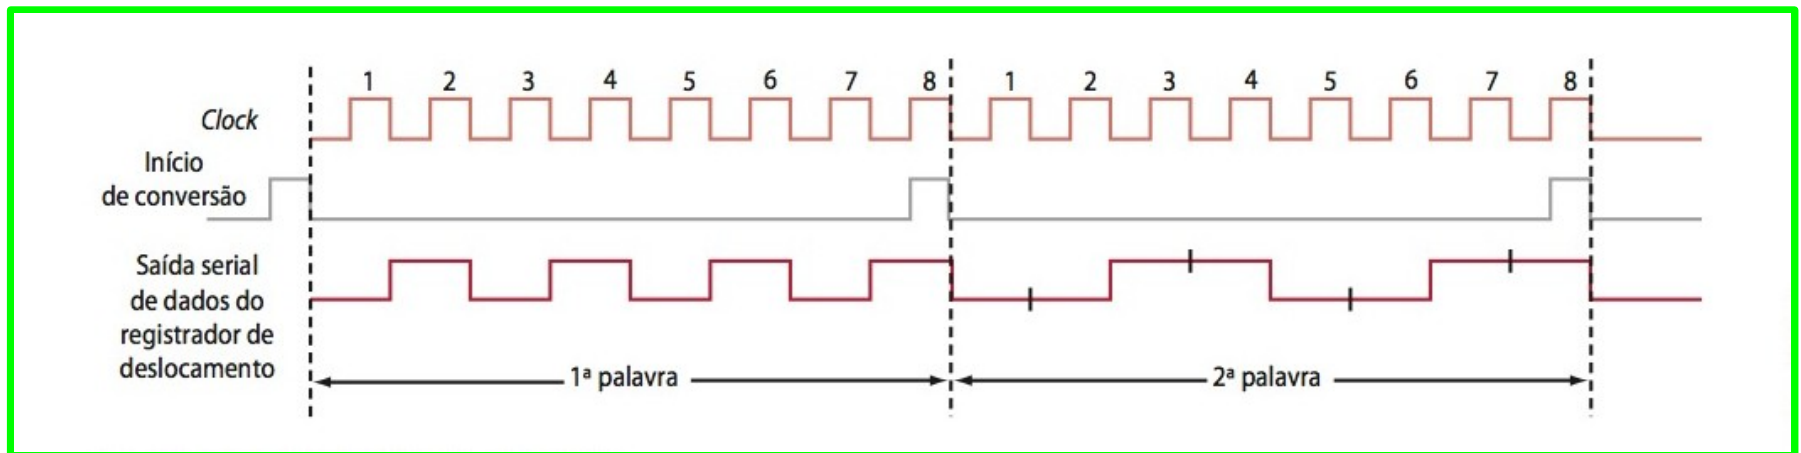 1 2 3 4 5 6 7 8 1 2 3 4 5 6 7 8
Clock
Início
de conversão
Saída serial
de dados do
registrador de
deslocamento
1ª palavra 2ª palavra